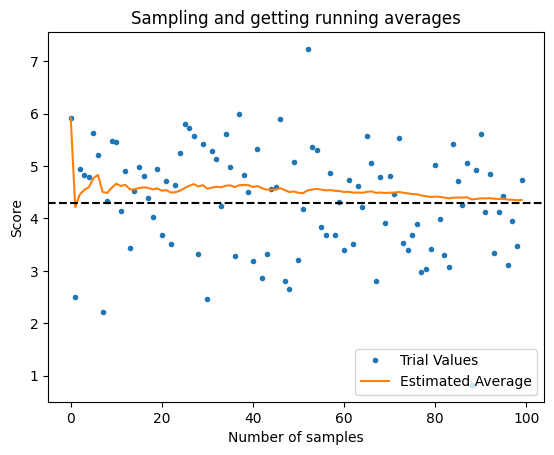 Sampling and getting running averages
Score
7
6
5
4
3
2
1
0
20
40
60
80
100
Number of samples
Trial Values
Estimated Average